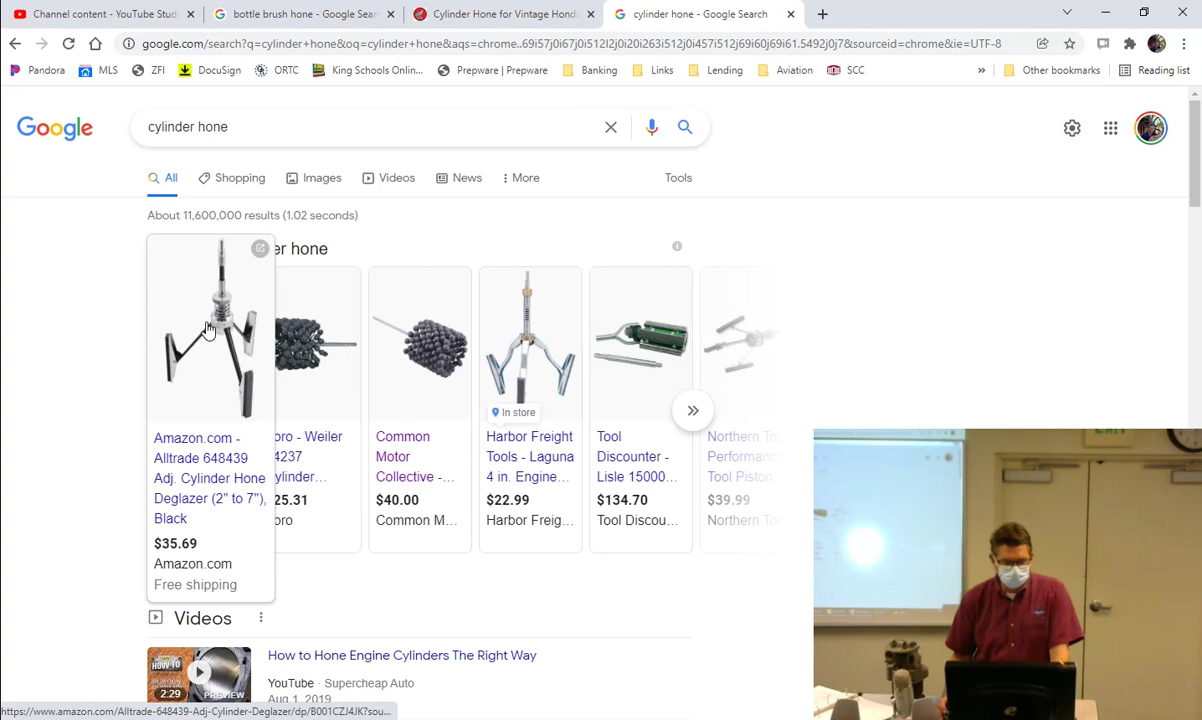 Channel content - YouTube Studi
bottle brush hone - Google Searc
Cylinder Hone for Vintage Honda
cylinder hone - Google Search
google.com/search?q=cylinder+hone&oq=cylinder+hone&aqs=chrome..69i57j0i67j0i512l2j0i20i263i512j0i457i512j69i60j69i61.5492j0j7&sourceid=chrome&ie=UTF-8
Pandora
MLS
ZFI
DocuSign
ORTC
King Schools Onlin...
Prepware | Prepware
Banking
Links
Lending
Aviation
SCC
»
Other bookmarks
Reading list
Google
cylinder hone
All
Shopping
Images
Videos
News
More
Tools
About 11,600,000 results (1.02 seconds)
der hone
Amazon.com -
Alltrade 648439
Adj. Cylinder Hone
Deglazer (2" to 7"),
Black
$35.69
Amazon.com
Free shipping
oro - Weiler
4237
ylinder...
25.31
oro
Common
Motor
Collective -...
$40.00
Common M...
In store
Harbor Freight
Tools - Laguna
4 in. Engine...
$22.99
Harbor Freig...
Tool
Discounter -
Lisle 15000...
$134.70
Tool Discou...
Northern To
Performanc
Tool Piston
$39.99
Northern To
Videos
HOW TO
2:29
PREVIEW
How to Hone Engine Cylinders The Right Way
YouTube · Supercheap Auto
Aug 1, 2019
https://www.amazon.com/Alltrade-648439-Adj-Cylinder-Deglazer/dp/B001CZJ4JK?sou...